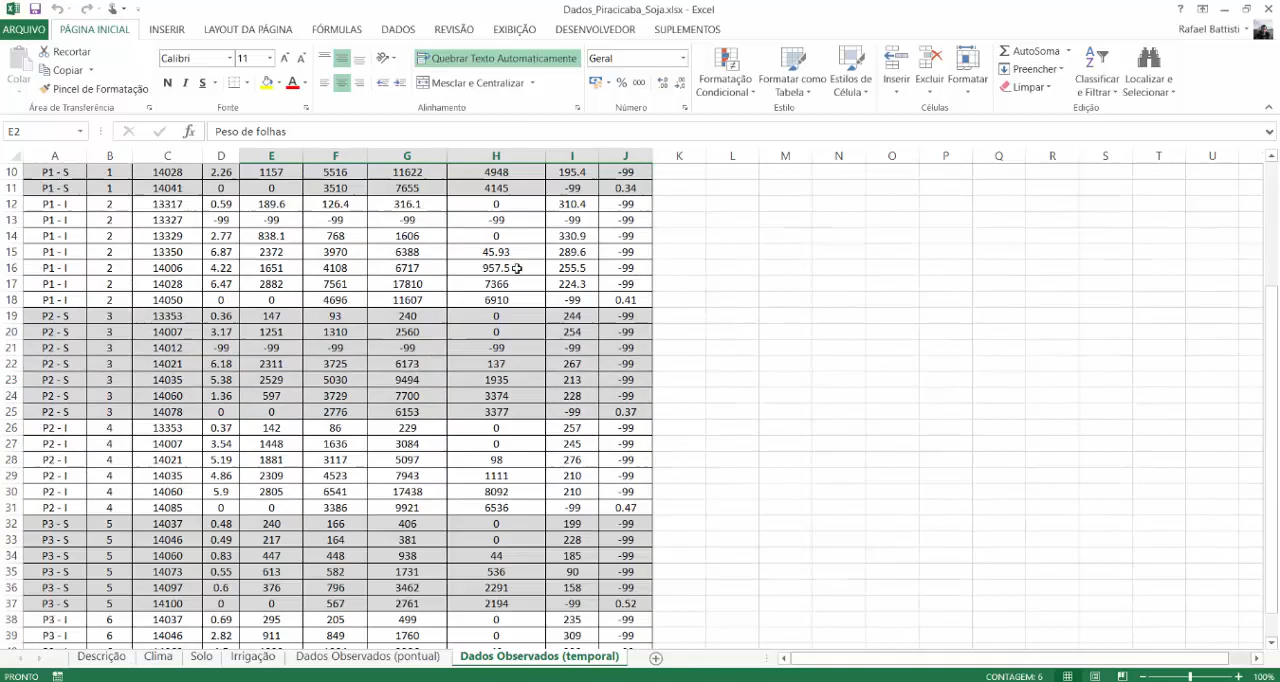 Dados_Piracicaba_Soja.xlsx - Excel
ARQUIVO PÁGINA INICIAL INSERIR LAYOUT DA PÁGINA FÓRMULAS DADOS REVISÃO EXIBIÇÃO DESENVOLVEDOR SUPLEMENTOS Rafael Battisti
Colar
Recortar
Copiar
Pincel de Formatação
Área de Transferência
Calibri 11
N I S A
Fonte
Quebrar Texto Automaticamente
Mesclar e Centralizar
Alinhamento
Geral
% 000
Número
Formatação Condicional
Formatar como Tabela
Estilos de Célula
Estilo
Inserir Excluir Formatar
Células
AutoSoma
Preencher
Limpar
Classificar e Filtrar
Localizar e Selecionar
Edição
E2 fx Peso de folhas
A B C D E F G H I J K L M N O P Q R S T U
10 P1 - S 1 14028 2.26 1157 5516 11622 4948 195.4 -99
11 P1 - S 1 14041 0 0 3510 7655 4145 -99 0.34
12 P1 - I 2 13317 0.59 189.6 126.4 316.1 0 310.4 -99
13 P1 - I 2 13327 -99 -99 -99 -99 -99 -99 -99
14 P1 - I 2 13329 2.77 838.1 768 1606 0 330.9 -99
15 P1 - I 2 13350 6.87 2372 3970 6388 45.93 289.6 -99
16 P1 - I 2 14006 4.22 1651 4108 6717 957.5 255.5 -99
17 P1 - I 2 14028 6.47 2882 7561 17810 7366 224.3 -99
18 P1 - I 2 14050 0 0 4696 11607 6910 -99 0.41
19 P2 - S 3 13353 0.36 147 93 240 0 244 -99
20 P2 - S 3 14007 3.17 1251 1310 2560 0 254 -99
21 P2 - S 3 14012 -99 -99 -99 -99 -99 -99 -99
22 P2 - S 3 14021 6.18 2311 3725 6173 137 267 -99
23 P2 - S 3 14035 5.38 2529 5030 9494 1935 213 -99
24 P2 - S 3 14060 1.36 597 3729 7700 3374 228 -99
25 P2 - S 3 14078 0 0 2776 6153 3377 -99 0.37
26 P2 - I 4 13353 0.37 142 86 229 0 257 -99
27 P2 - I 4 14007 3.54 1448 1636 3084 0 245 -99
28 P2 - I 4 14021 5.19 1881 3117 5097 98 276 -99
29 P2 - I 4 14035 4.86 2309 4523 7943 1111 210 -99
30 P2 - I 4 14060 5.9 2805 6541 17438 8092 210 -99
31 P2 - I 4 14085 0 0 3386 9921 6536 -99 0.47
32 P3 - S 5 14037 0.48 240 166 406 0 199 -99
33 P3 - S 5 14046 0.49 217 164 381 0 228 -99
34 P3 - S 5 14060 0.83 447 448 938 44 185 -99
35 P3 - S 5 14073 0.55 613 582 1731 536 90 -99
36 P3 - S 5 14097 0.6 376 796 3462 2291 158 -99
37 P3 - S 5 14100 0 0 567 2761 2194 -99 0.52
38 P3 - I 6 14037 0.69 295 205 499 0 235 -99
39 P3 - I 6 14046 2.82 911 849 1760 0 309 -99
Descrição Clima Solo Irrigação Dados Observados (pontual) Dados Observados (temporal)
PRONTO CONTAGEM: 6 100%